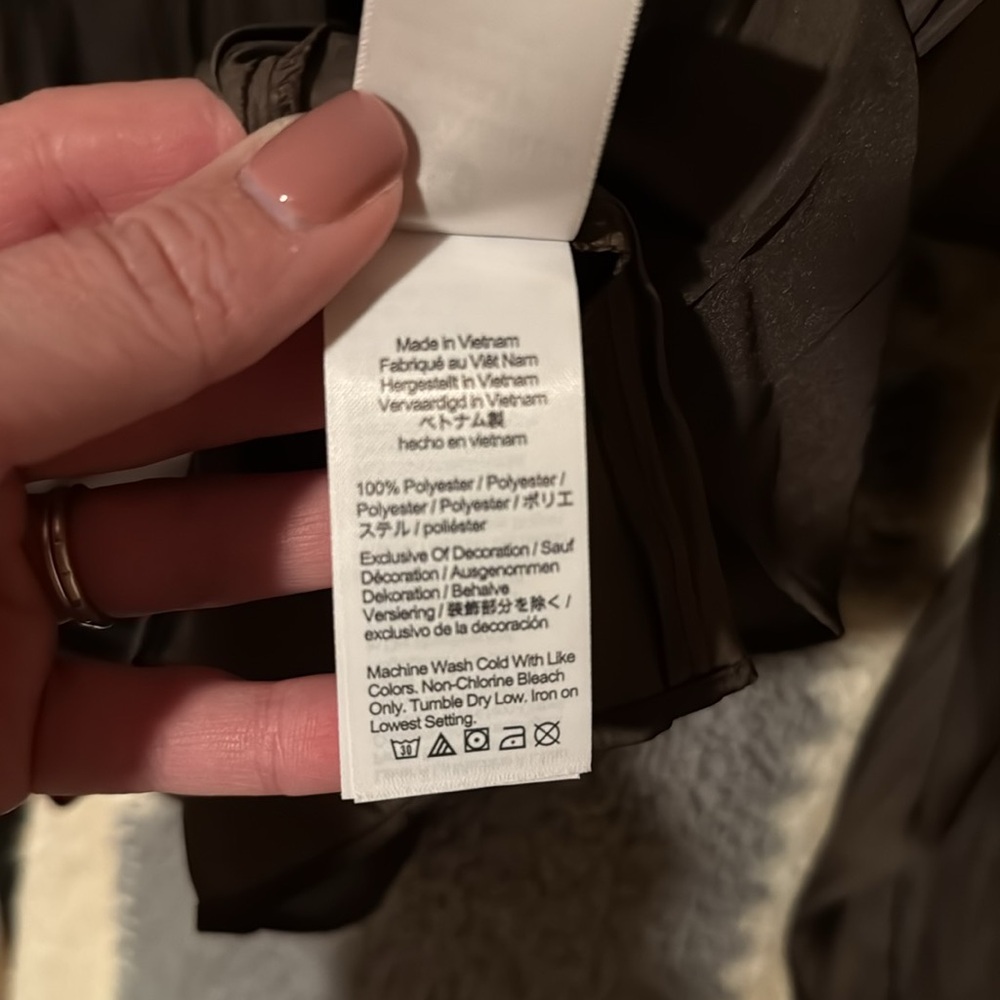 Made in Vietnam
Fabriqué au Việt Nam
Hergestellt in Vietnam
Vervaardigd in Vietnam
ベトナム製
hecho en vietnam
100% Polyester / Polyester /
Polyester / Polyester / ポリエ
ステル / poliéster
Exclusive Of Decoration / Sauf
Décoration / Ausgenommen
Dekoration / Behalve
Versiering / 装飾部分を除く /
exclusivo de la decoración
Machine Wash Cold With Like
Colors. Non-Chlorine Bleach
Only. Tumble Dry Low. Iron on
Lowest Setting.
30